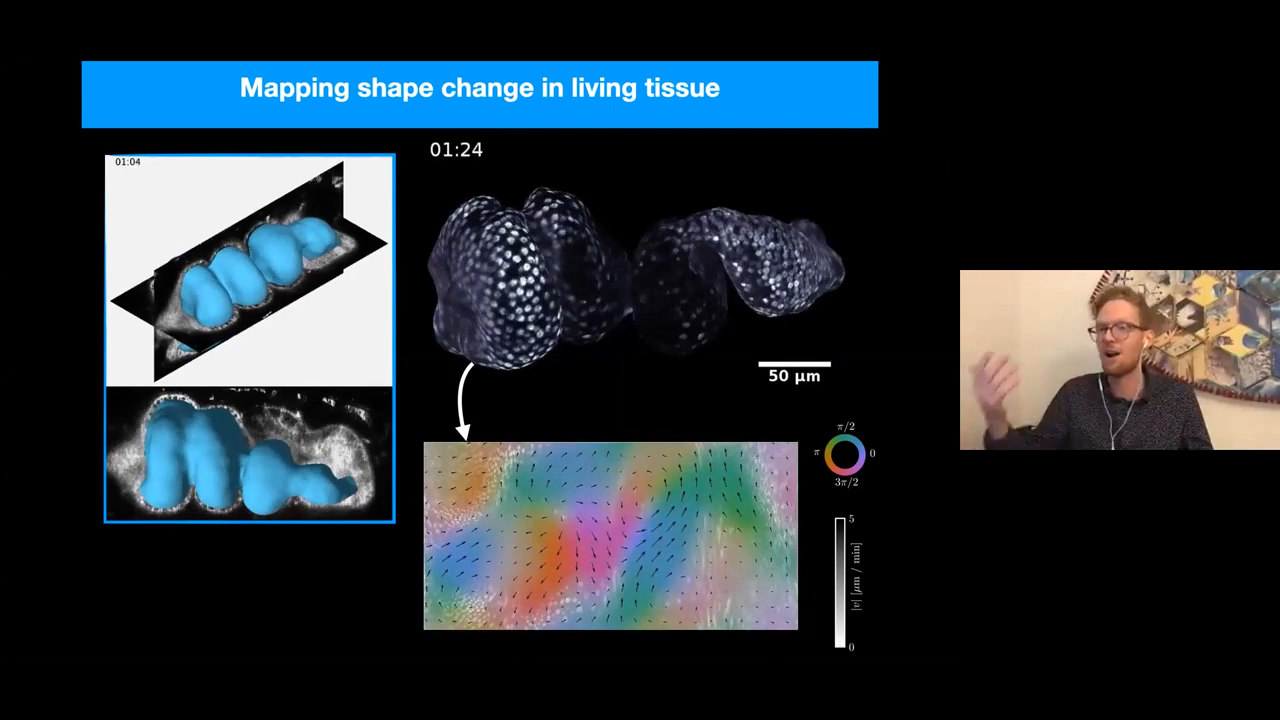 Mapping shape change in living tissue
01:04
01:24
50 μm
π/2
π
0
3π/2
5
|v| [μm / min]
0